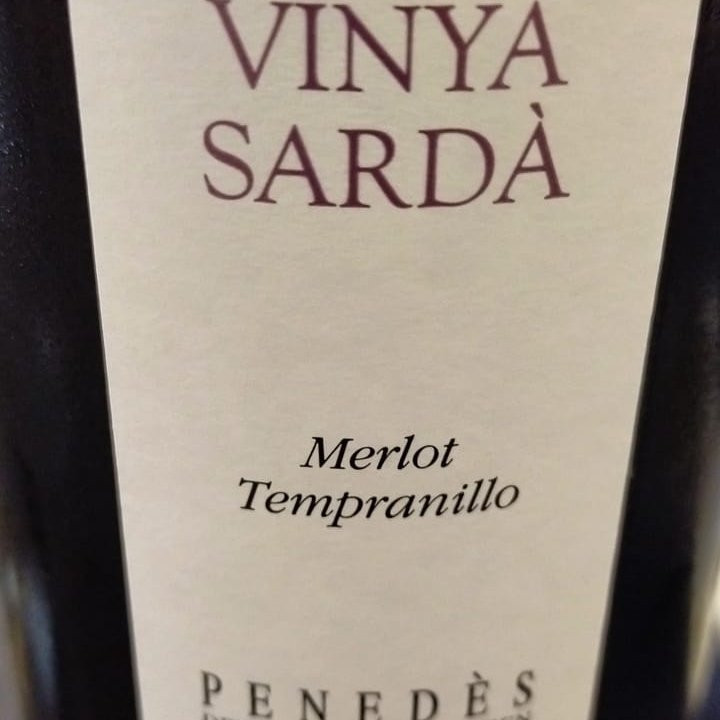 VINYA
SARDÀ
Merlot
Tempranillo
PENEDÈS